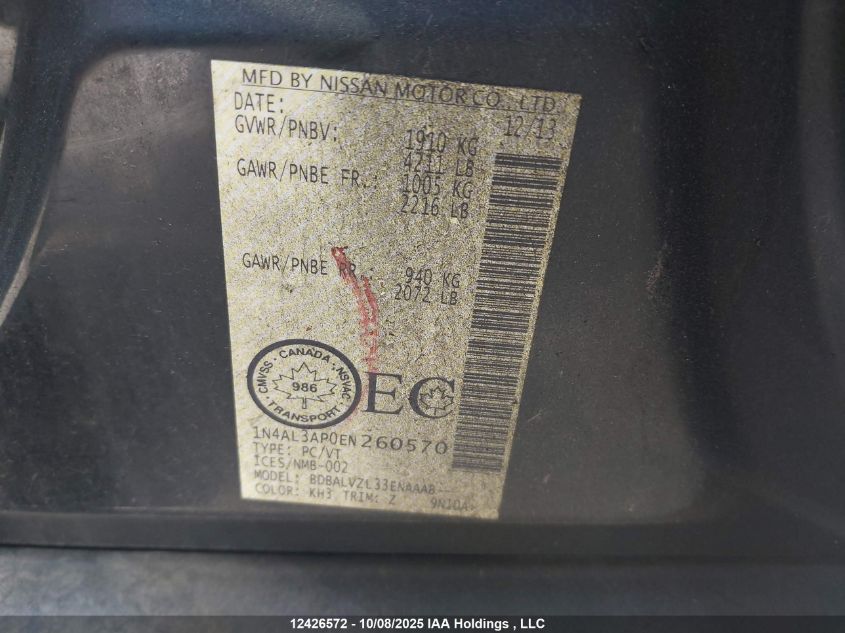 MFD BY NISSAN MOTOR CO., LTD
DATE: 12/13
GVWR/PNBV: 1910 KG
4211 LB
GAWR/PNBE FR.: 1005 KG
2216 LB
GAWR/PNBE RR.: 940 KG
2072 LB
CMVSS · CANADA · NSVAC · TRANSPORT ·
986
EC
1N4AL3AP0EN260570
TYPE: PC/VT
ICES/NMB-002
MODEL: BDBALVZL33ENAAAB
COLOR: KH3 TRIM: Z 9N10A
12426572 - 10/08/2025 IAA Holdings , LLC